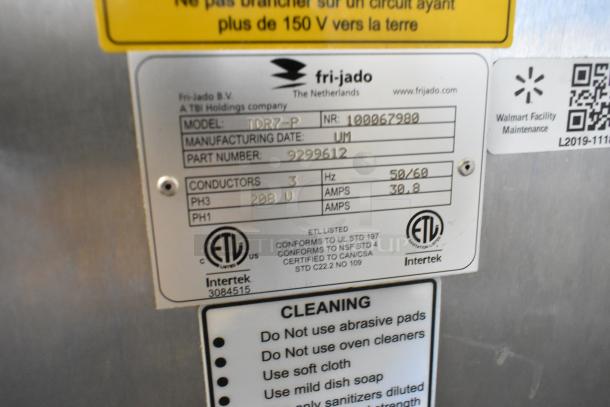 Ne pas brancher sur un circuit ayant
plus de 150 V vers la terre
fri-jado
The Netherlands
Fri-Jado B.V.
A TBI Holdings company
www.frijado.com
MODEL: TDR7-P NR: 100067980
MANUFACTURING DATE: UM
PART NUMBER: 9299612
CONDUCTORS 3 Hz 50/60
PH3 208 V AMPS 30.8
PH1 AMPS
ETL LISTED
CONFORMS TO UL STD 197
CONFORMS TO NSF STD 4
CERTIFIED TO CAN/CSA
STD C22.2 NO 109
C ETL US
LISTED
Intertek
3084515
ETL
Intertek
Walmart Facility
Maintenance
L2019-111
CLEANING
Do Not use abrasive pads
Do Not use oven cleaners
Use soft cloth
Use mild dish soap
sanitizers diluted
strength